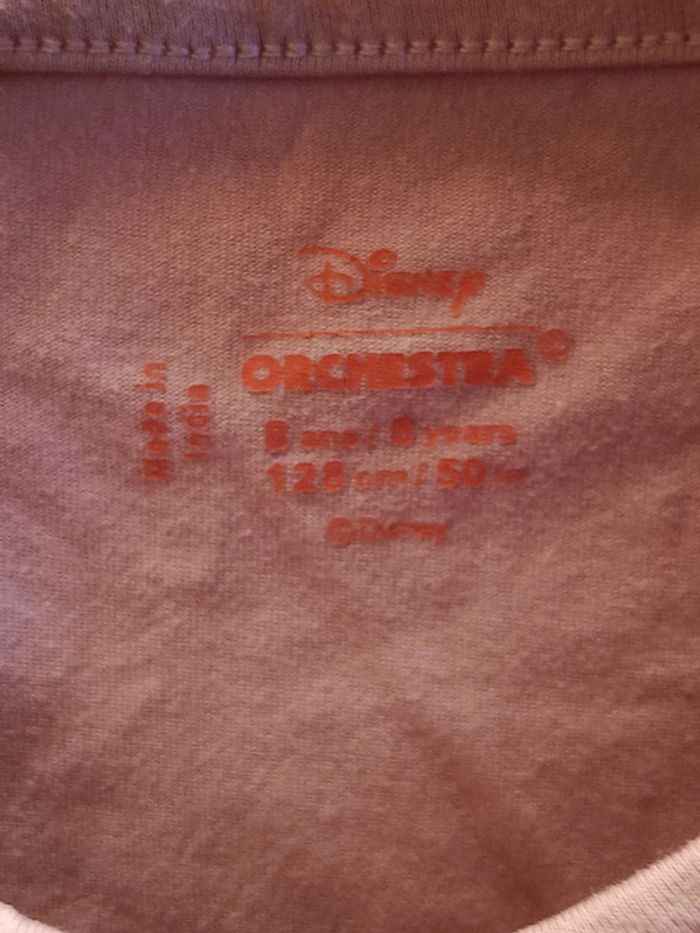 Disney
ORCHESTRA©
8 ans / 8 years
128 cm / 50 in
©Disney
Made in
India